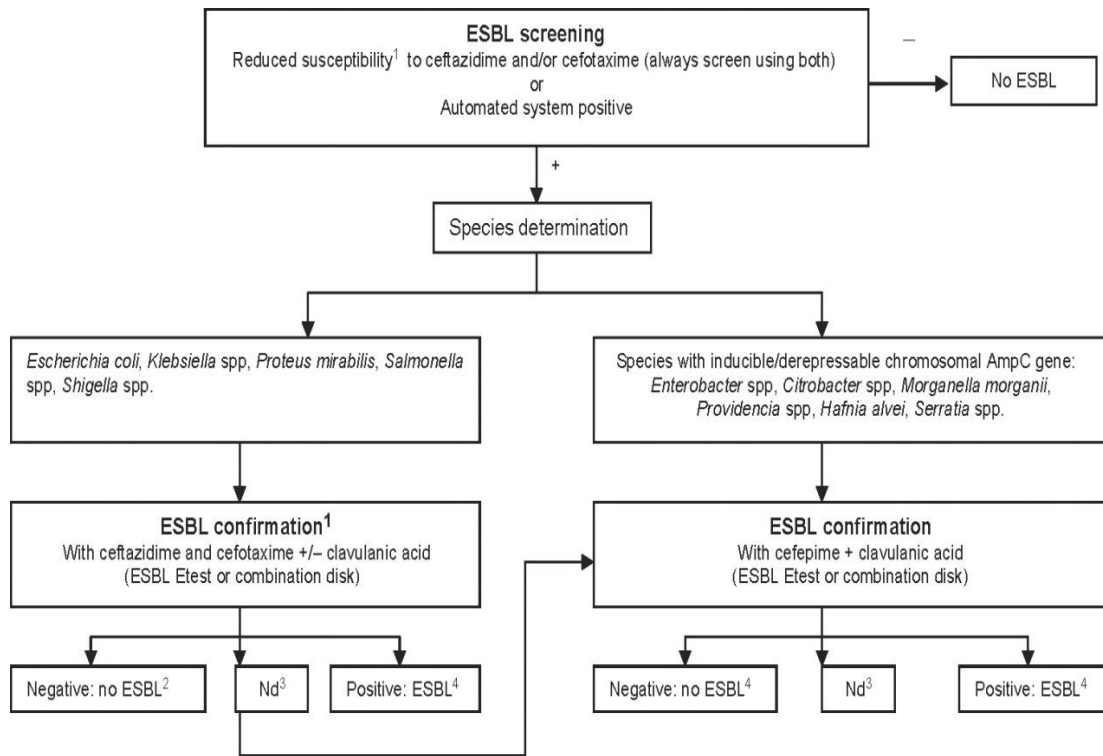 ESBL screening
Reduced susceptibility1 to ceftazidime and/or cefotaxime (always screen using both)
or
Automated system positive
–
No ESBL
+
Species determination
Escherichia coli, Klebsiella spp, Proteus mirabilis, Salmonella
spp, Shigella spp.
Species with inducible/derepressable chromosomal AmpC gene:
Enterobacter spp, Citrobacter spp, Morganella morganii,
Providencia spp, Hafnia alvei, Serratia spp.
ESBL confirmation1
With ceftazidime and cefotaxime +/– clavulanic acid
(ESBL Etest or combination disk)
ESBL confirmation
With cefepime + clavulanic acid
(ESBL Etest or combination disk)
Negative: no ESBL2
Nd3
Positive: ESBL4
Negative: no ESBL4
Nd3
Positive: ESBL4